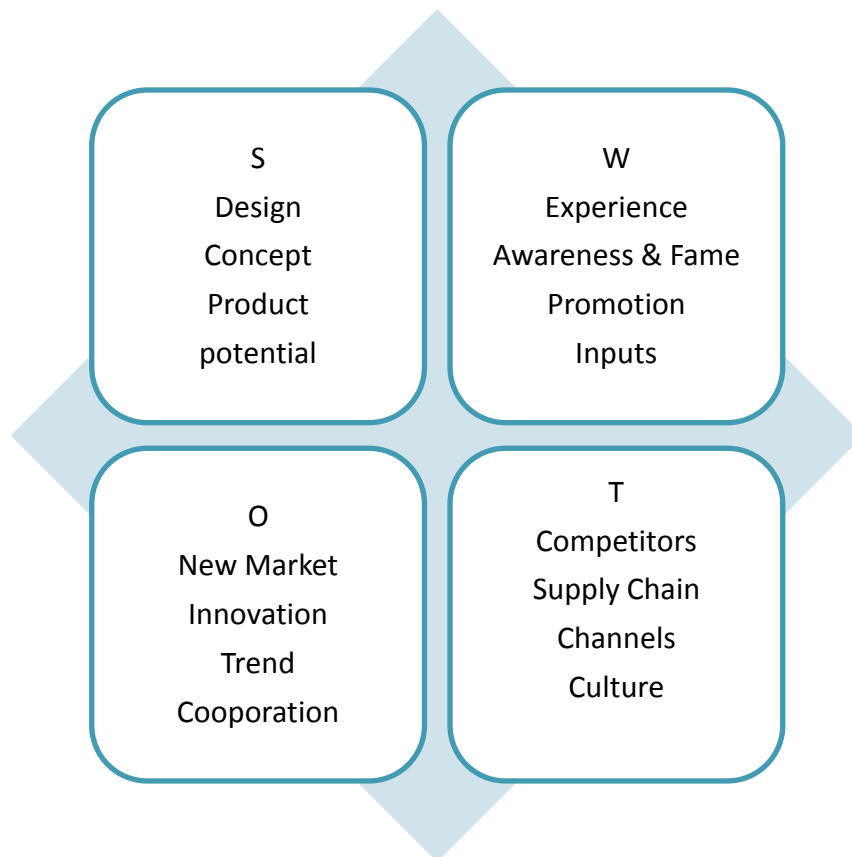 S
Design
Concept
Product
potential
W
Experience
Awareness & Fame
Promotion
Inputs
O
New Market
Innovation
Trend
Cooporation
T
Competitors
Supply Chain
Channels
Culture